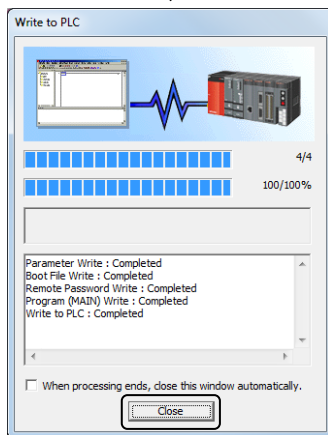 Write to PLC
4/4
100/100%
Parameter Write : Completed
Boot File Write : Completed
Remote Password Write : Completed
Program (MAIN) Write : Completed
Write to PLC : Completed
When processing ends, close this window automatically.
Close